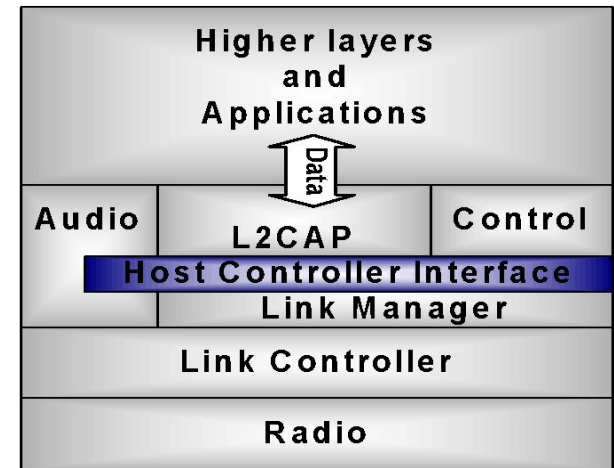 Higher layers
and
Applications
Data
Audio
L2CAP
Control
Host Controller Interface
Link Manager
Link Controller
Radio